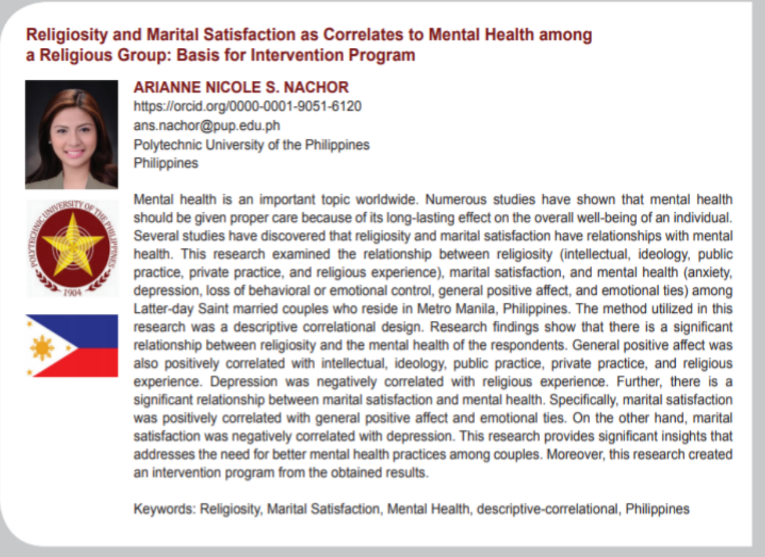 Religiosity and Marital Satisfaction as Correlates to Mental Health among
a Religious Group: Basis for Intervention Program
ARIANNE NICOLE S. NACHOR
https://orcid.org/0000-0001-9051-6120
ans.nachor@pup.edu.ph
Polytechnic University of the Philippines
Philippines
POLYTECHNIC UNIVERSITY OF THE PHILIPPINES
1904
Mental health is an important topic worldwide. Numerous studies have shown that mental health
should be given proper care because of its long-lasting effect on the overall well-being of an individual.
Several studies have discovered that religiosity and marital satisfaction have relationships with mental
health. This research examined the relationship between religiosity (intellectual, ideology, public
practice, private practice, and religious experience), marital satisfaction, and mental health (anxiety,
depression, loss of behavioral or emotional control, general positive affect, and emotional ties) among
Latter-day Saint married couples who reside in Metro Manila, Philippines. The method utilized in this
research was a descriptive correlational design. Research findings show that there is a significant
relationship between religiosity and the mental health of the respondents. General positive affect was
also positively correlated with intellectual, ideology, public practice, private practice, and religious
experience. Depression was negatively correlated with religious experience. Further, there is a
significant relationship between marital satisfaction and mental health. Specifically, marital satisfaction
was positively correlated with general positive affect and emotional ties. On the other hand, marital
satisfaction was negatively correlated with depression. This research provides significant insights that
addresses the need for better mental health practices among couples. Moreover, this research created
an intervention program from the obtained results.
Keywords: Religiosity, Marital Satisfaction, Mental Health, descriptive-correlational, Philippines